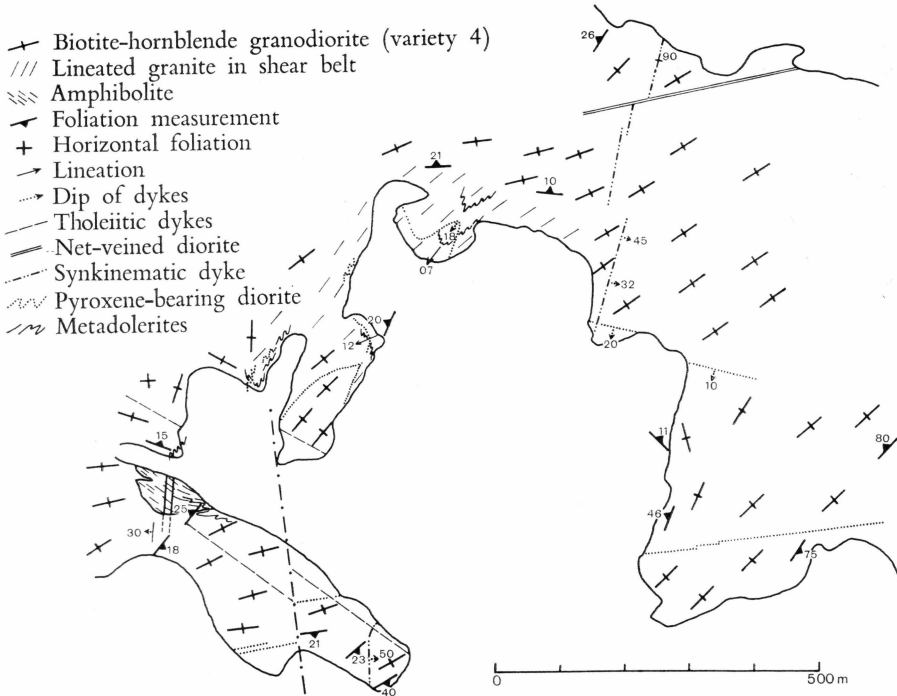 Biotite-hornblende granodiorite (variety 4)
Lineated granite in shear belt
Amphibolite
Foliation measurement
Horizontal foliation
Lineation
Dip of dykes
Tholeiitic dykes
Net-veined diorite
Synkinematic dyke
Pyroxene-bearing diorite
Metadolerites
26
90
21
10
18
07
45
32
20
12
20
10
15
11
80
25
46
30
18
75
21
23
50
40
0
500 m